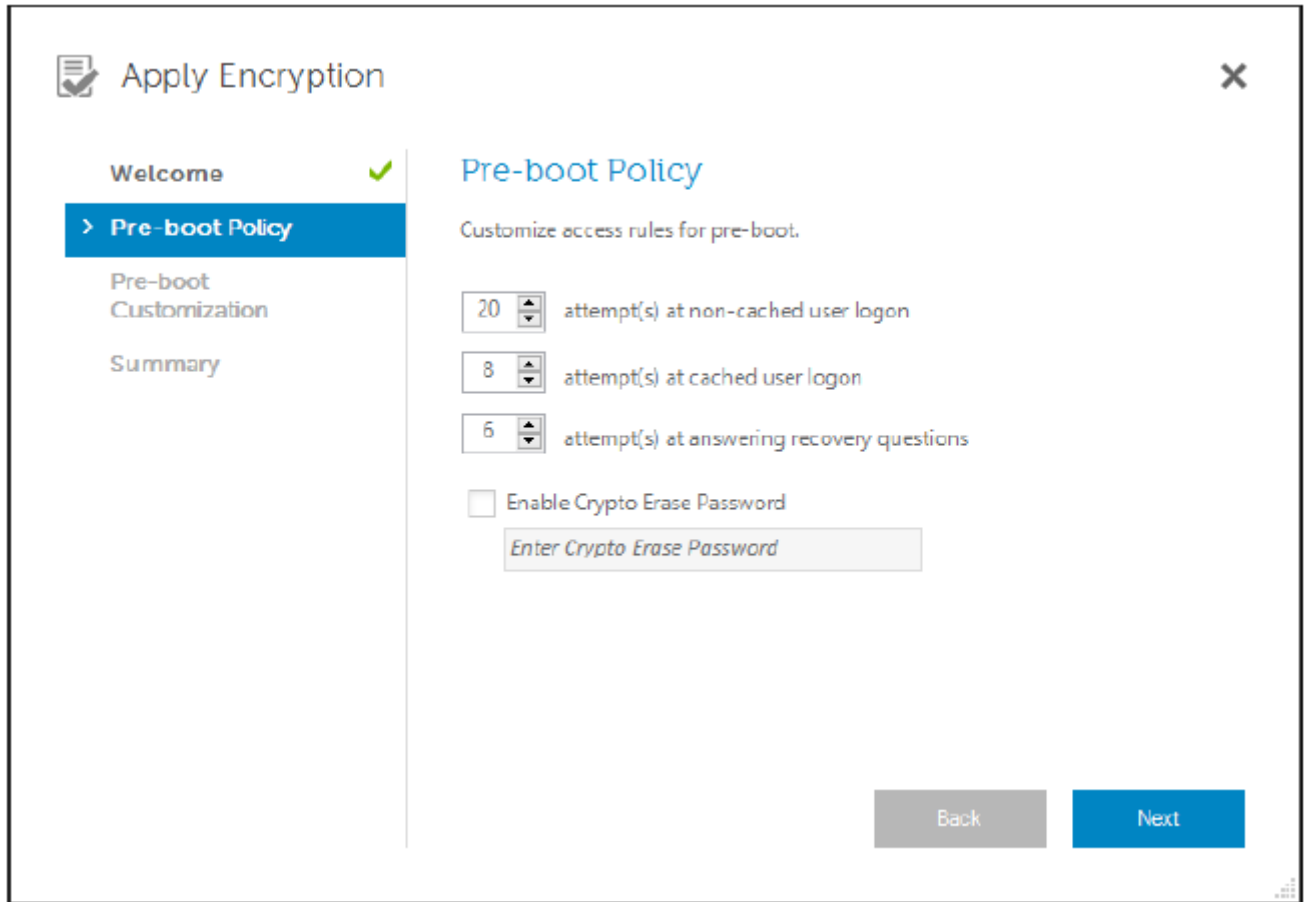 Apply Encryption
Welcome
Pre-boot Policy
Pre-boot
Customization
Summary
Pre-boot Policy
Customize access rules for pre-boot.
20 attempt(s) at non-cached user logon
8 attempt(s) at cached user logon
6 attempt(s) at answering recovery questions
Enable Crypto Erase Password
Enter Crypto Erase Password
Back
Next